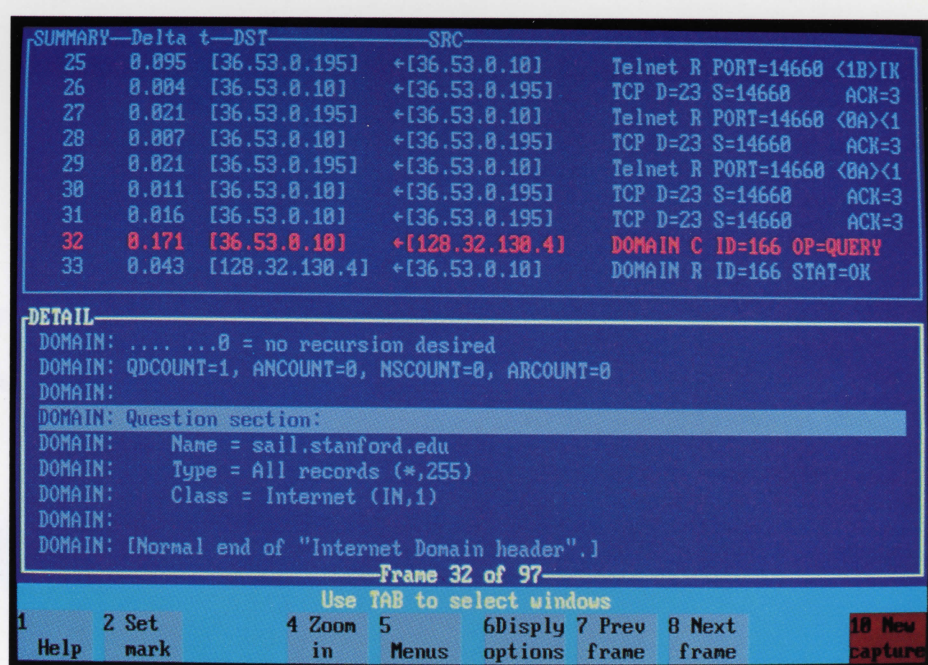 SUMMARY—Delta t—DST—SRC—
25 0.095 [36.53.0.195] ←[36.53.0.10] Telnet R PORT=14660 <1B>[K
26 0.004 [36.53.0.10] ←[36.53.0.195] TCP D=23 S=14660 ACK=3
27 0.021 [36.53.0.195] ←[36.53.0.10] Telnet R PORT=14660 <0A><1
28 0.007 [36.53.0.10] ←[36.53.0.195] TCP D=23 S=14660 ACK=3
29 0.021 [36.53.0.195] ←[36.53.0.10] Telnet R PORT=14660 <0A><1
30 0.011 [36.53.0.10] ←[36.53.0.195] TCP D=23 S=14660 ACK=3
31 0.016 [36.53.0.10] ←[36.53.0.195] TCP D=23 S=14660 ACK=3
32 0.171 [36.53.0.10] ←[128.32.130.4] DOMAIN C ID=166 OP=QUERY
33 0.043 [128.32.130.4] ←[36.53.0.10] DOMAIN R ID=166 STAT=OK
DETAIL
DOMAIN: .... ...0 = no recursion desired
DOMAIN: QDCOUNT=1, ANCOUNT=0, NSCOUNT=0, ARCOUNT=0
DOMAIN:
DOMAIN: Question section:
DOMAIN: Name = sail.stanford.edu
DOMAIN: Type = All records (*,255)
DOMAIN: Class = Internet (IN,1)
DOMAIN:
DOMAIN: [Normal end of "Internet Domain header".]
Frame 32 of 97
Use TAB to select windows
1 2 Set 4 Zoom 5 6Disply 7 Prev 8 Next 10 New
Help mark in Menus options frame frame capture